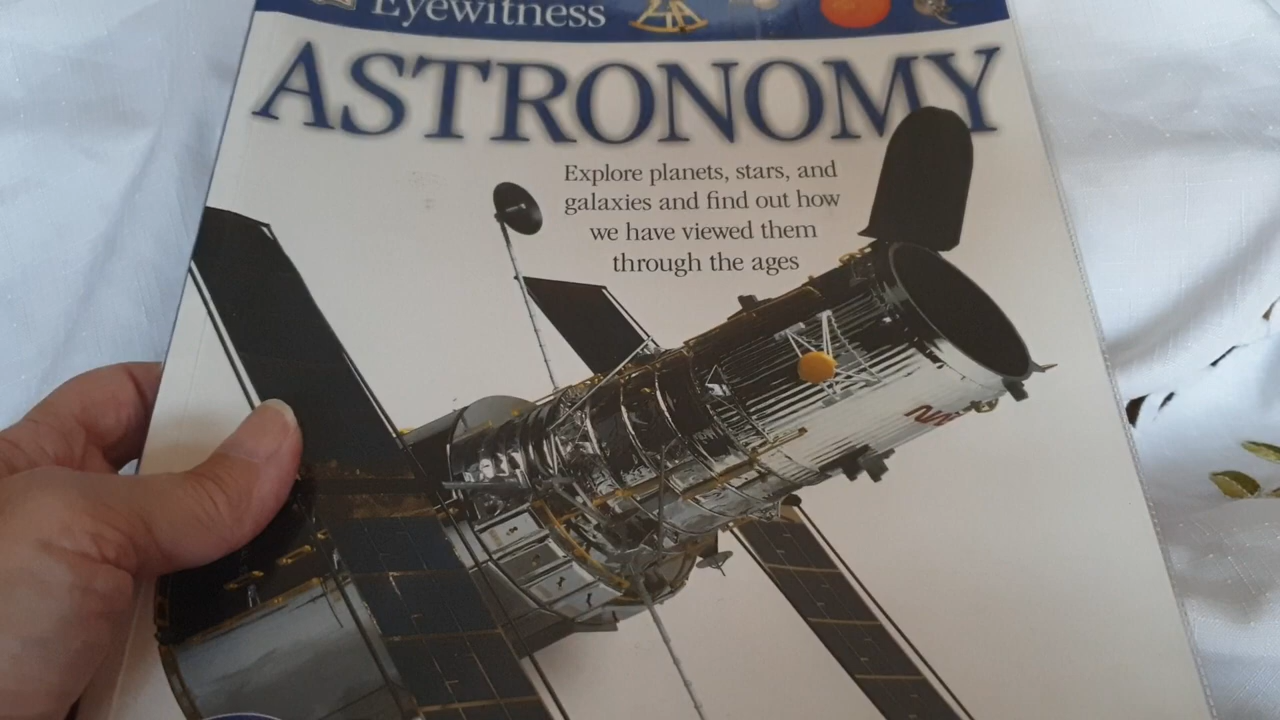 Eyewitness
ASTRONOMY
Explore planets, stars, and
galaxies and find out how
we have viewed them
through the ages